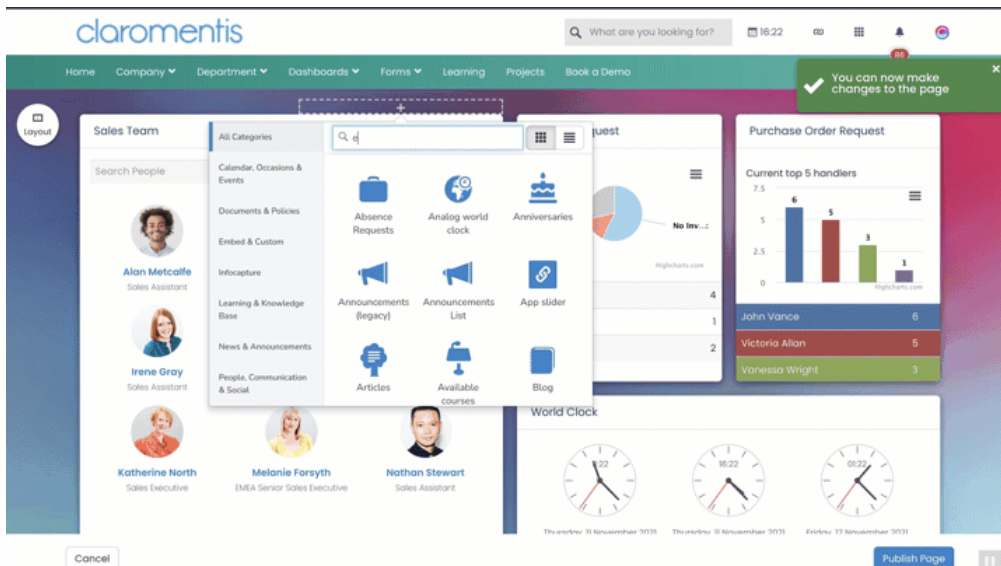 claromentis
What are you looking for?
16:22
86
Home Company Department Dashboards Forms Learning Projects Book a Demo
You can now make
changes to the page
Layout
Sales Team
Search People
Alan Metcalfe
Sales Assistant
Irene Gray
Sales Assistant
Katherine North
Sales Executive
Melanie Forsyth
EMEA Senior Sales Executive
Nathan Stewart
Sales Assistant
+
All Categories
Calendar, Occasions &
Events
Documents & Policies
Embed & Custom
Infocapture
Learning & Knowledge
Base
News & Announcements
People, Communication
& Social
e
Absence
Requests
Analog world
clock
Anniversaries
Announcements
(legacy)
Announcements
List
App slider
Articles
Available
courses
Blog
No Inv...:
Highcharts.com
4
1
2
Purchase Order Request
Current top 5 handlers
7.5
5
2.5
0
6
5
3
1
Highcharts.com
John Vance 6
Victoria Allan 5
Vanessa Wright 3
World Clock
16:22
01:22
Thursday, 11 November 2021
Thursday, 11 November 2021
Friday, 12 November 2021
Cancel
Publish Page